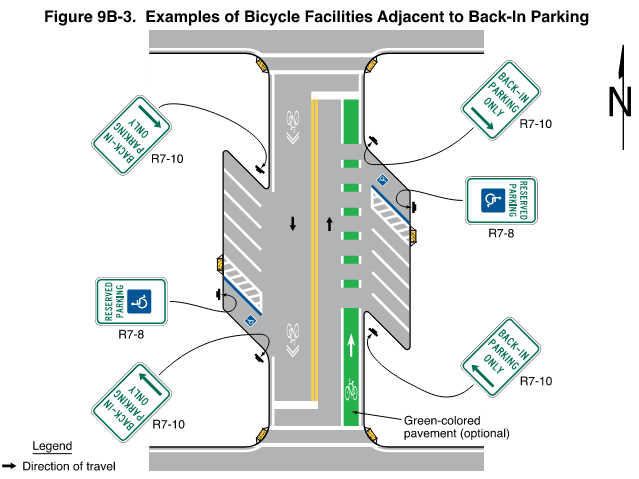 Figure 9B-3. Examples of Bicycle Facilities Adjacent to Back-In Parking
BACK-IN
PARKING
ONLY
R7-10
BACK-IN
PARKING
ONLY
R7-10
N
RESERVED
PARKING
R7-8
RESERVED
PARKING
R7-8
BACK-IN
PARKING
ONLY
R7-10
BACK-IN
PARKING
ONLY
R7-10
Green-colored
pavement (optional)
Legend
Direction of travel